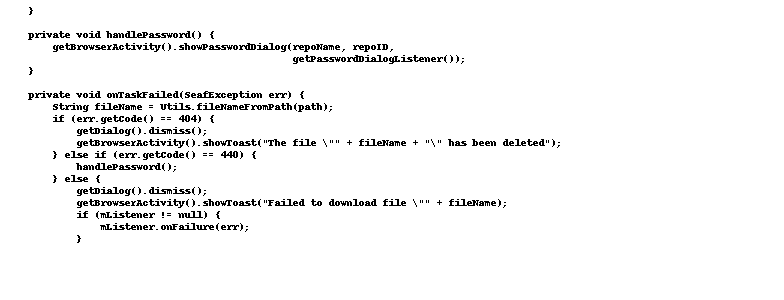 }
private void handlePassword() {
getBrowserActivity().showPasswordDialog(repoName, repoID,
getPasswordDialogListener());
}
private void onTaskFailed(SeafException err) {
String fileName = Utils.fileNameFromPath(path);
if (err.getCode() == 404) {
getDialog().dismiss();
getBrowserActivity().showToast("The file \"" + fileName + "\" has been deleted");
} else if (err.getCode() == 440) {
handlePassword();
} else {
getDialog().dismiss();
getBrowserActivity().showToast("Failed to download file \"" + fileName);
if (mListener != null) {
mListener.onFailure(err);
}